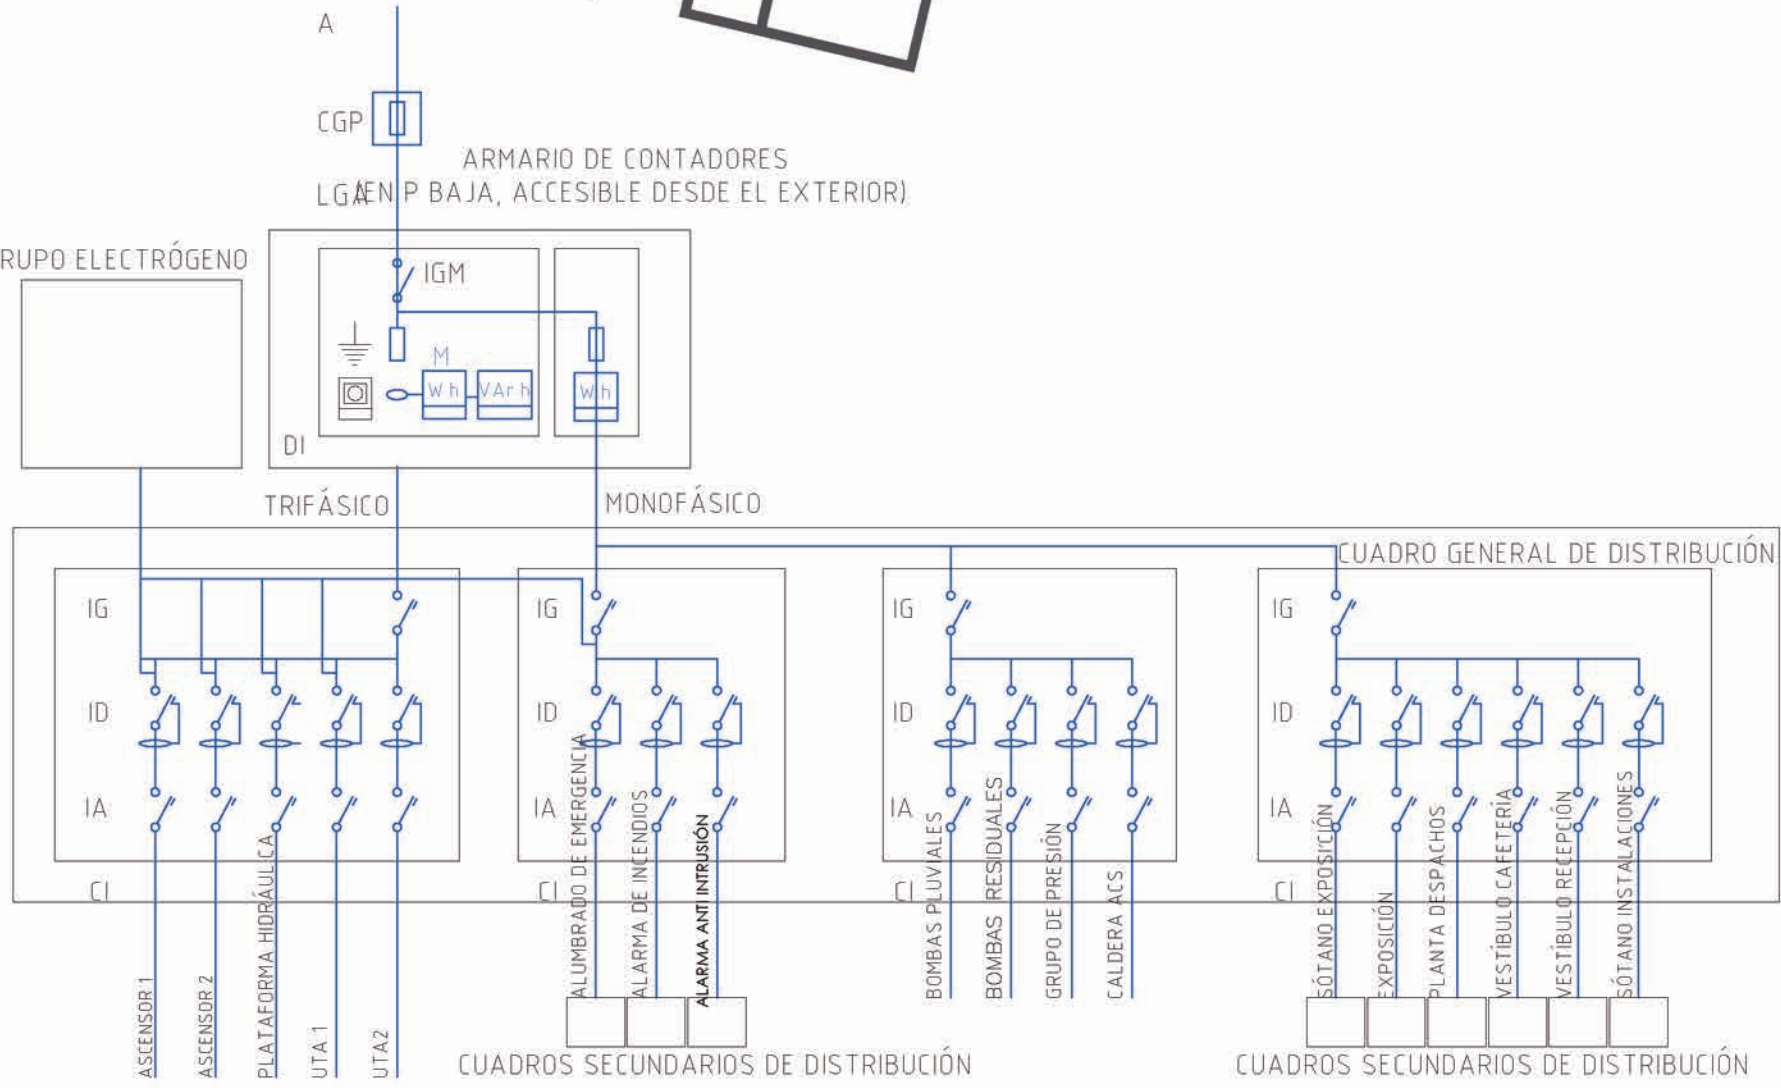 A
CGP
ARMARIO DE CONTADORES
LGA
(EN P BAJA, ACCESIBLE DESDE EL EXTERIOR)
RUPO ELECTRÓGENO
IGM
M
Wh
VArh
Wh
DI
TRIFÁSICO
MONOFÁSICO
CUADRO GENERAL DE DISTRIBUCIÓN
IG
IG
IG
IG
ID
ID
ID
ID
IA
IA
IA
IA
CI
CI
CI
CI
ASCENSOR 1
ASCENSOR 2
PLATAFORMA HIDRÁULICA
UTA 1
UTA2
ALUMBRADO DE EMERGENCIA
ALARMA DE INCENDIOS
ALARMA ANTI INTRUSIÓN
BOMBAS PLUVIALES
BOMBAS RESIDUALES
GRUPO DE PRESIÓN
CALDERA ACS
SÓTANO EXPOSICIÓN
EXPOSICIÓN
PLANTA DESPACHOS
VESTÍBULO CAFETERÍA
VESTÍBULO RECEPCIÓN
SÓTANO INSTALACIONES
CUADROS SECUNDARIOS DE DISTRIBUCIÓN
CUADROS SECUNDARIOS DE DISTRIBUCIÓN